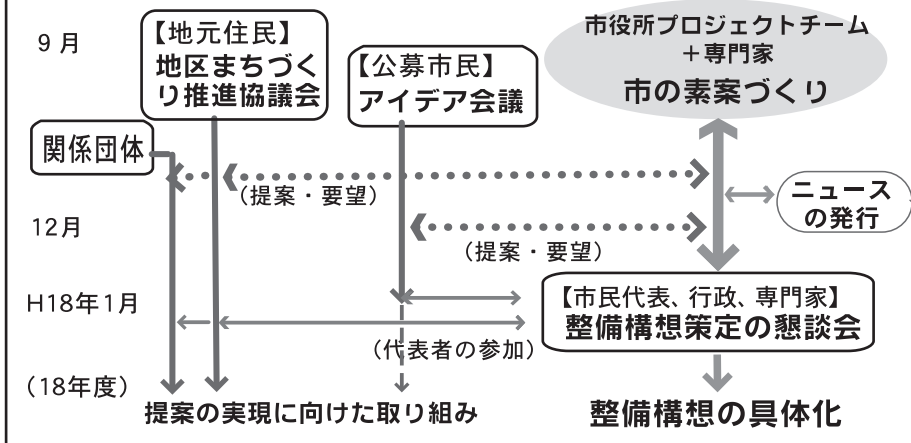 9月
【地元住民】
地区まちづく
り推進協議会
【公募市民】
アイデア会議
市役所プロジェクトチーム
＋専門家
市の素案づくり
関係団体
（提案・要望）
ニュース
の発行
12月
（提案・要望）
H18年1月
【市民代表、行政、専門家】
整備構想策定の懇談会
（代表者の参加）
（18年度）
提案の実現に向けた取り組み
整備構想の具体化